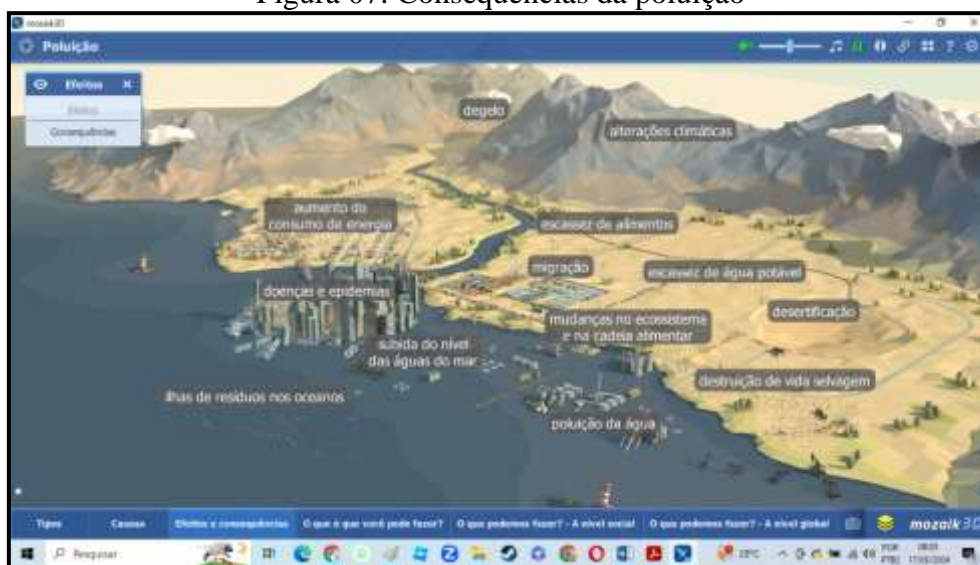 Figura 07. Consequências da poluição
mozaik3D
Poluição
Efeitos
Efeitos
Consequências
degelo
alterações climáticas
aumento do
consumo de energia
escassez de alimentos
migração
escassez de água potável
doenças e epidemias
desertificação
mudanças no ecossistema
e na cadeia alimentar
subida do nível
das águas do mar
destruição de vida selvagem
ilhas de resíduos nos oceanos
poluição da água
Tipos
Causas
Efeitos e consequências
O que é que você pode fazer?
O que podemos fazer? - A nível social
O que podemos fazer? - A nível global
mozaik3D
Pesquisar
POR
PTB2